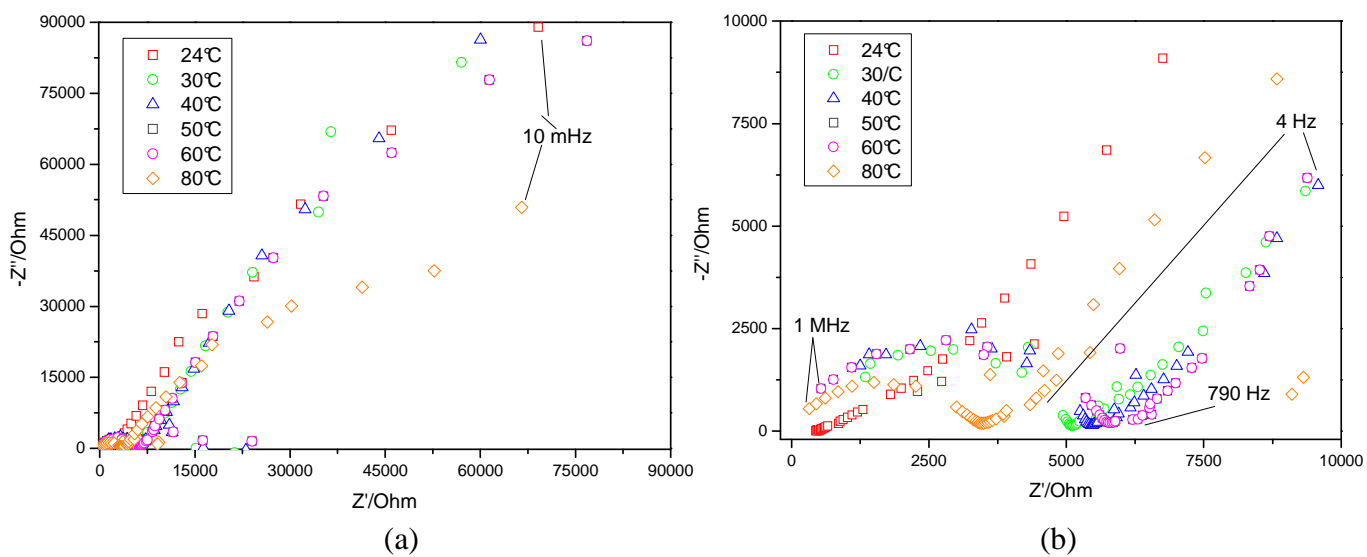 90000
75000
60000
45000
30000
15000
0
-Z''/Ohm
24°C
30°C
40°C
50°C
60°C
80°C
10 mHz
0 15000 30000 45000 60000 75000 90000
Z'/Ohm
(a)
10000
7500
5000
2500
0
-Z''/Ohm
24°C
30/C
40°C
50°C
60°C
80°C
4 Hz
1 MHz
790 Hz
0 2500 5000 7500 10000
Z'/Ohm
(b)